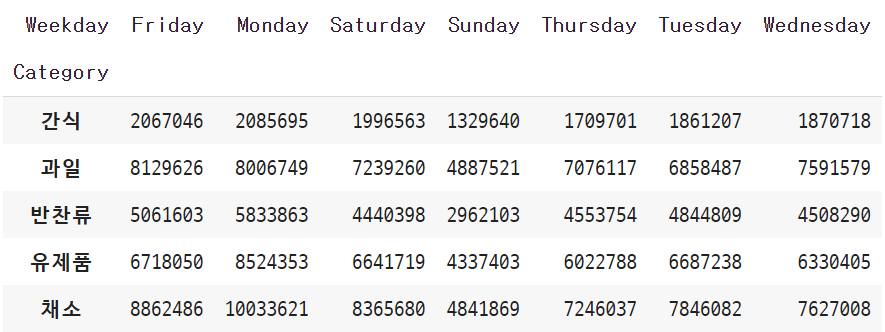 Weekday Friday Monday Saturday Sunday Thursday Tuesday Wednesday
Category
간식 2067046 2085695 1996563 1329640 1709701 1861207 1870718
과일 8129626 8006749 7239260 4887521 7076117 6858487 7591579
반찬류 5061603 5833863 4440398 2962103 4553754 4844809 4508290
유제품 6718050 8524353 6641719 4337403 6022788 6687238 6330405
채소 8862486 10033621 8365680 4841869 7246037 7846082 7627008